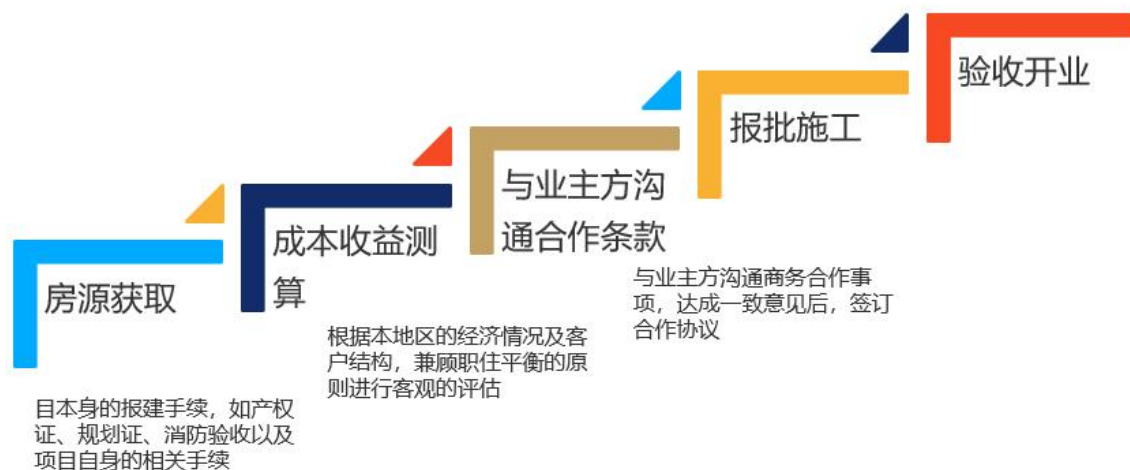 房源获取
目本身的报建手续，如产权
证、规划证、消防验收以及
项目自身的相关手续
成本收益测
算
根据本地区的经济情况及客
户结构，兼顾职住平衡的原
则进行客观的评估
与业主方沟
通合作条款
与业主方沟通商务合作事
项，达成一致意见后，签订
合作协议
报批施工
验收开业